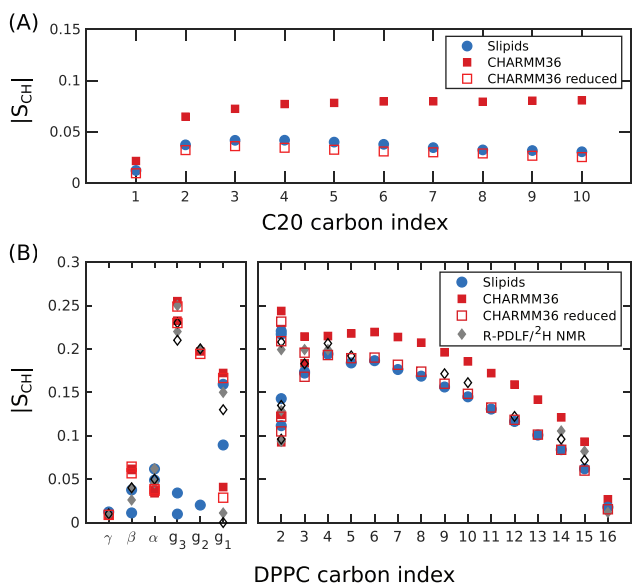 (A)
|S_CH|
0.15
0.1
0.05
0
Slipids
CHARMM36
CHARMM36 reduced
1 2 3 4 5 6 7 8 9 10
C20 carbon index
(B)
|S_CH|
0.3
0.25
0.2
0.15
0.1
0.05
0
Slipids
CHARMM36
CHARMM36 reduced
R-PDLF/²H NMR
γ β α g₃ g₂ g₁
2 3 4 5 6 7 8 9 10 11 12 13 14 15 16
DPPC carbon index